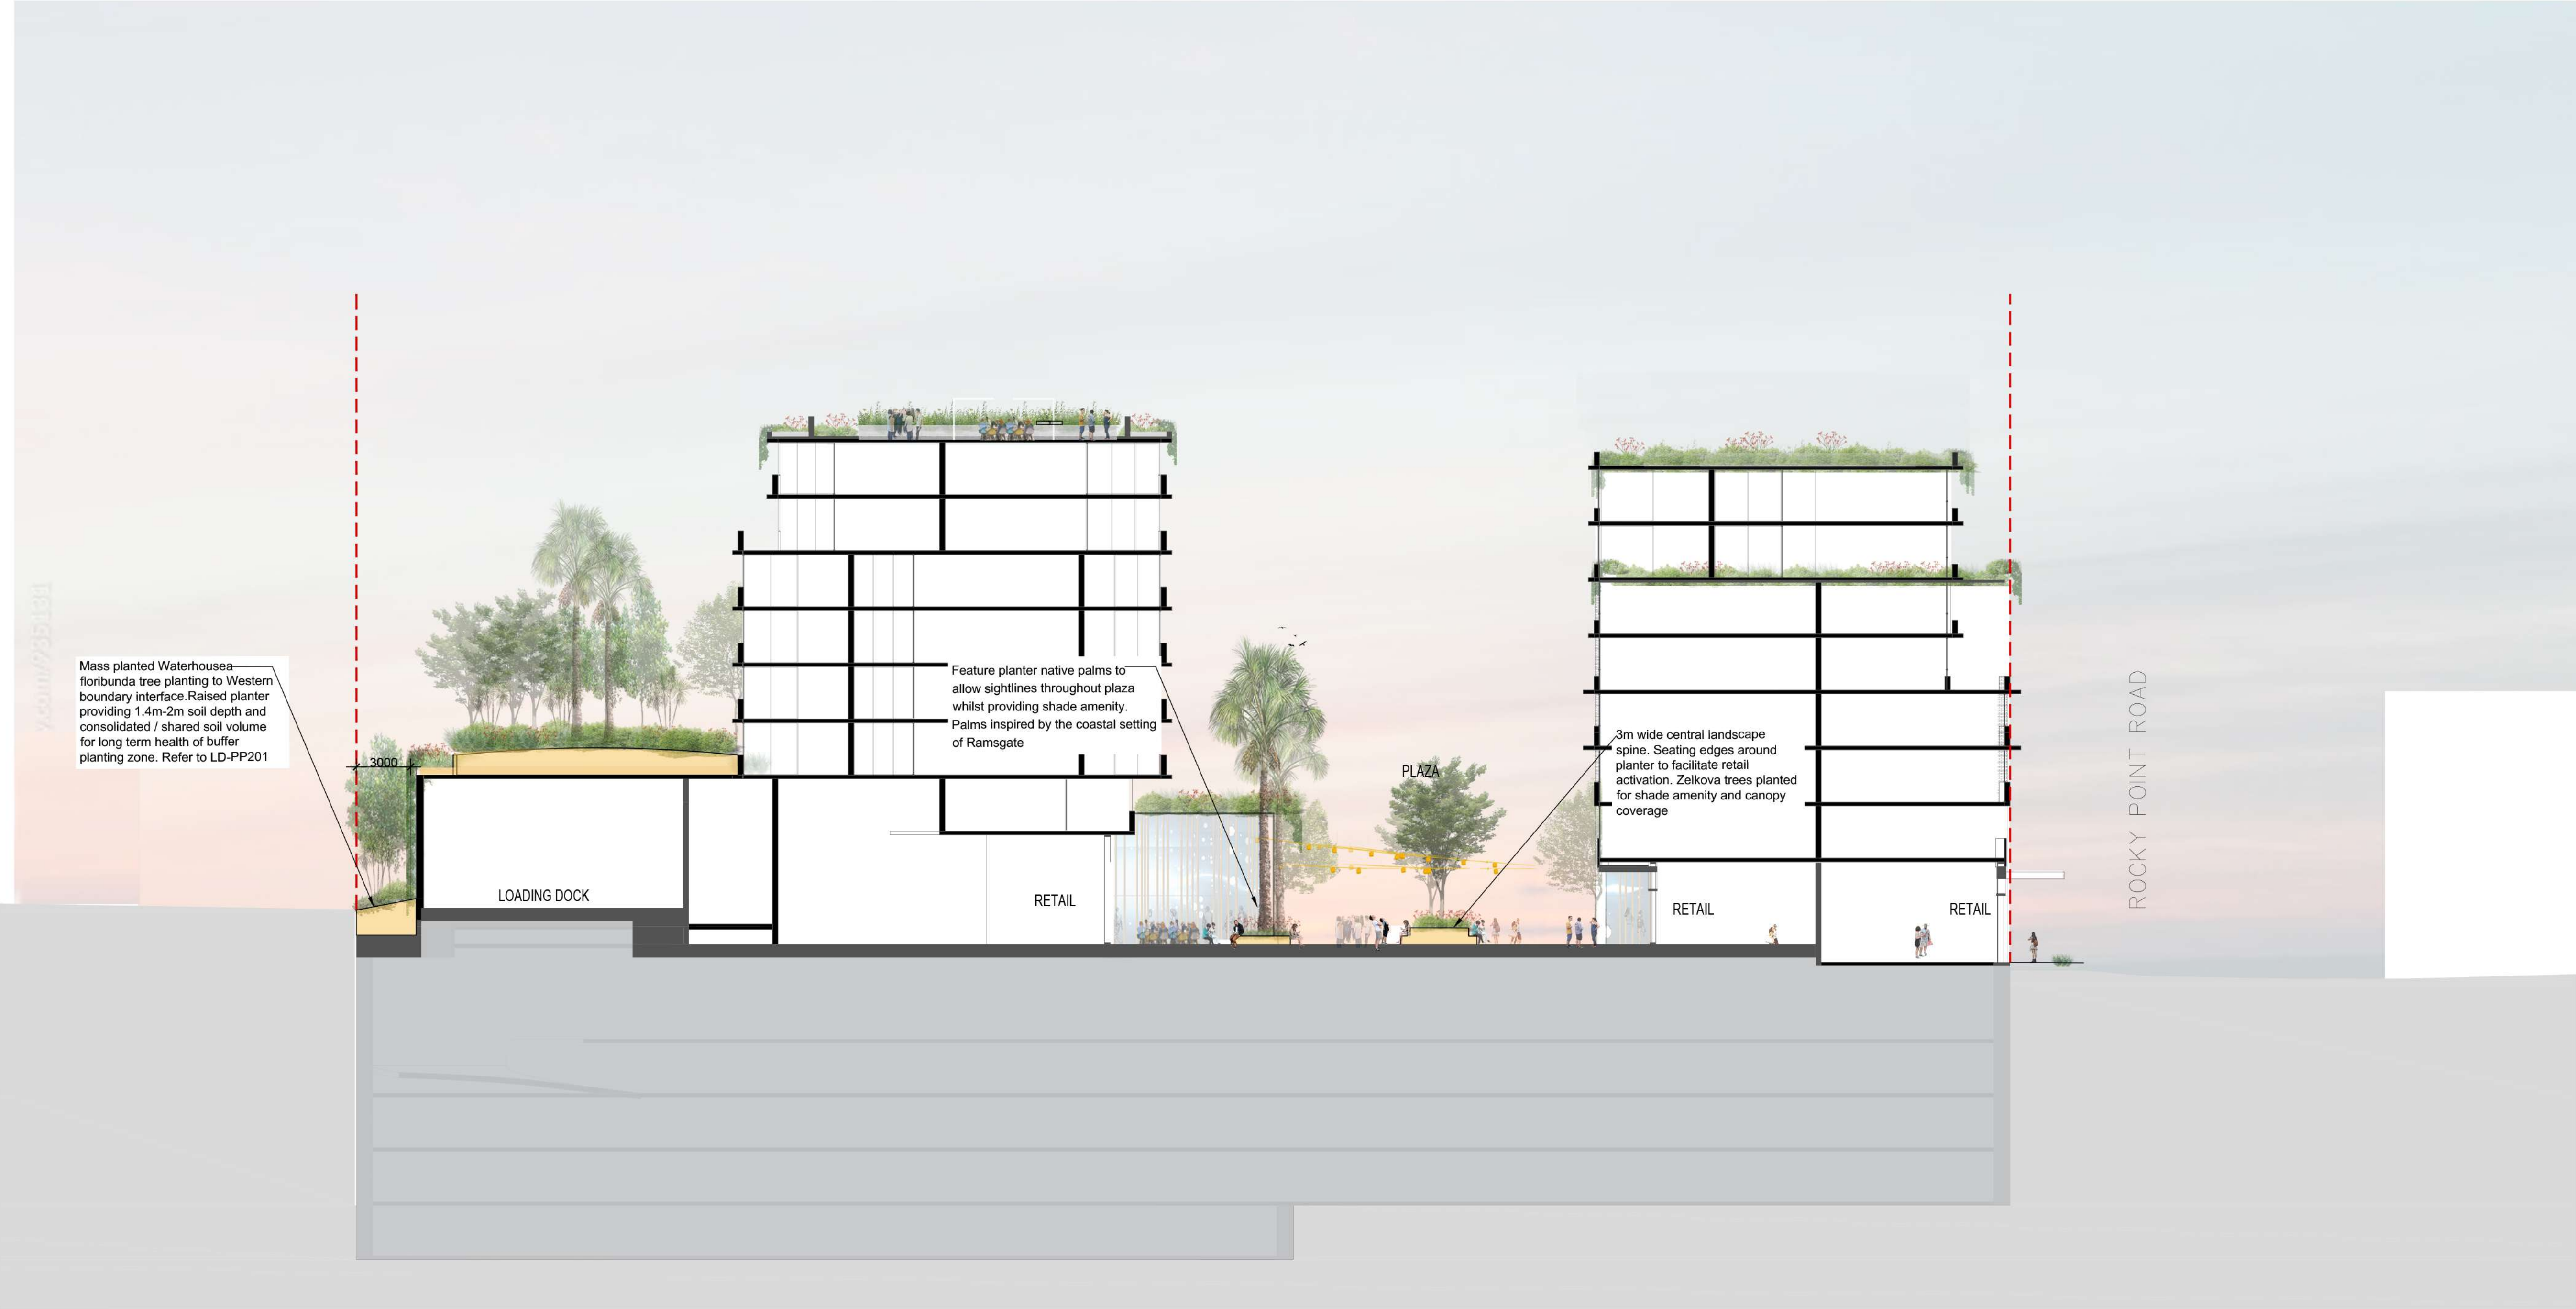 Mass planted Waterhousea
floribunda tree planting to Western
boundary interface.Raised planter
providing 1.4m-2m soil depth and
consolidated / shared soil volume
for long term health of buffer
planting zone. Refer to LD-PP201
3000
LOADING DOCK
Feature planter native palms to
allow sightlines throughout plaza
whilst providing shade amenity.
Palms inspired by the coastal setting
of Ramsgate
RETAIL
PLAZA
3m wide central landscape
spine. Seating edges around
planter to facilitate retail
activation. Zelkova trees planted
for shade amenity and canopy
coverage
RETAIL
RETAIL
ROCKY POINT ROAD